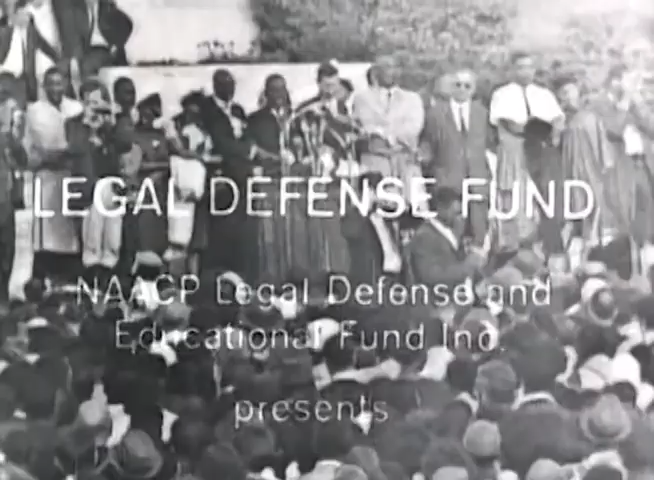 LEGAL DEFENSE FUND
NAACP Legal Defense and
Educational Fund Inc.
presents